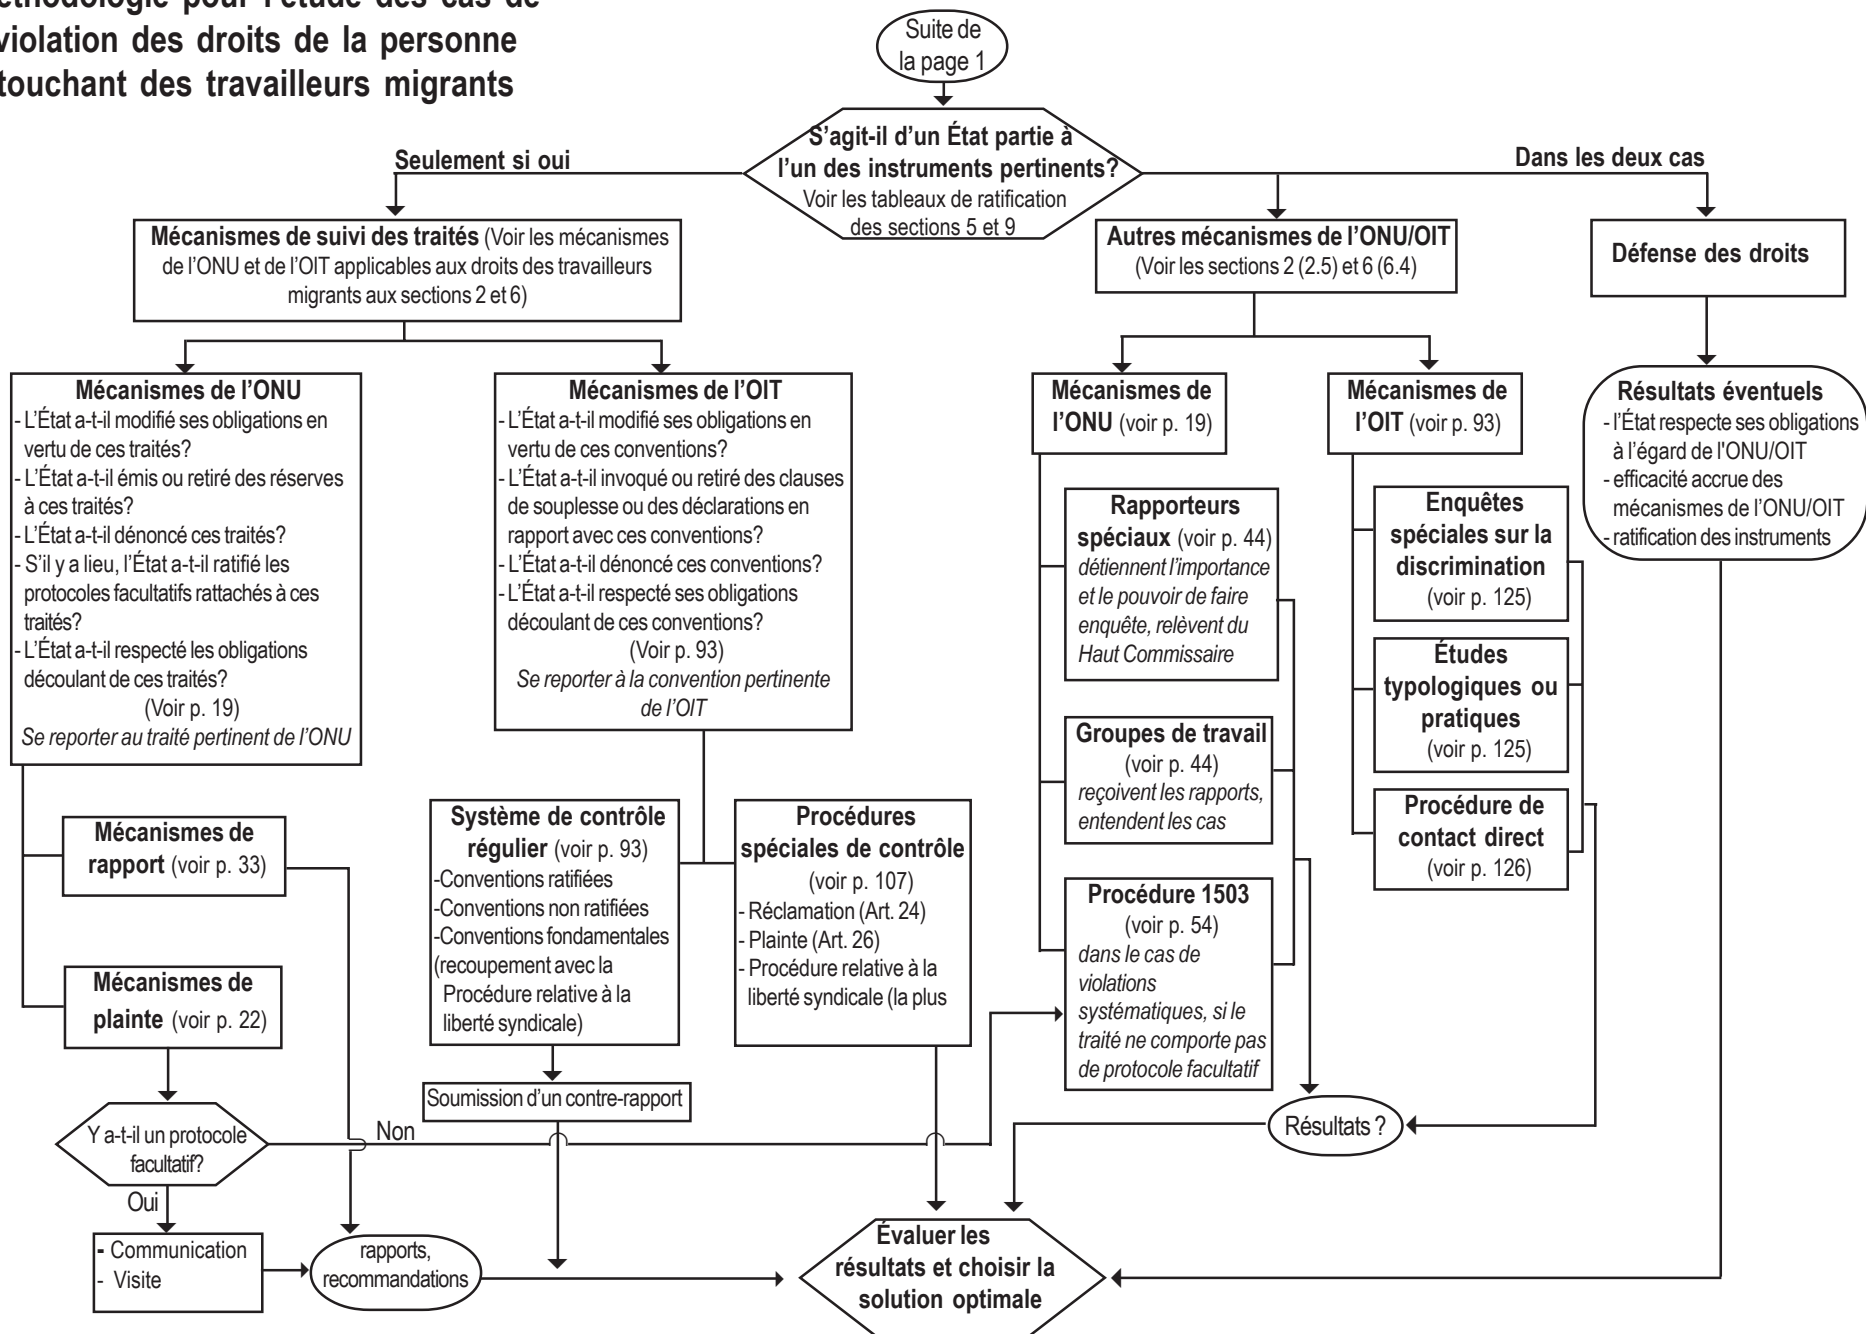 violation des droits de la personne
touchant des travailleurs migrants
Suite de
la page 1
S'agit-il d'un État partie à
l'un des instruments pertinents?
Voir les tableaux de ratification
des sections 5 et 9
Seulement si oui
Dans les deux cas
Mécanismes de suivi des traités (Voir les mécanismes
de l'ONU et de l'OIT applicables aux droits des travailleurs
migrants aux sections 2 et 6)
Autres mécanismes de l'ONU/OIT
(Voir les sections 2 (2.5) et 6 (6.4)
Défense des droits
Mécanismes de l'ONU
- L'État a-t-il modifié ses obligations en
vertu de ces traités?
- L'État a-t-il émis ou retiré des réserves
à ces traités?
- L'État a-t-il dénoncé ces traités?
- S'il y a lieu, l'État a-t-il ratifié les
protocoles facultatifs rattachés à ces
traités?
- L'État a-t-il respecté les obligations
découlant de ces traités?
(Voir p. 19)
Se reporter au traité pertinent de l'ONU
Mécanismes de l'OIT
- L'État a-t-il modifié ses obligations en
vertu de ces conventions?
- L'État a-t-il invoqué ou retiré des clauses
de souplesse ou des déclarations en
rapport avec ces conventions?
- L'État a-t-il dénoncé ces conventions?
- L'État a-t-il respecté ses obligations
découlant de ces conventions?
(Voir p. 93)
Se reporter à la convention pertinente
de l'OIT
Mécanismes de
l'ONU (voir p. 19)
Mécanismes de
l'OIT (voir p. 93)
Résultats éventuels
- l'État respecte ses obligations
à l'égard de l'ONU/OIT
- efficacité accrue des
mécanismes de l'ONU/OIT
- ratification des instruments
Rapporteurs
spéciaux (voir p. 44)
détiennent l'importance
et le pouvoir de faire
enquête, relèvent du
Haut Commissaire
Groupes de travail
(voir p. 44)
reçoivent les rapports,
entendent les cas
Procédure 1503
(voir p. 54)
dans le cas de
violations
systématiques, si le
traité ne comporte pas
de protocole facultatif
Enquêtes
spéciales sur la
discrimination
(voir p. 125)
Études
typologiques ou
pratiques
(voir p. 125)
Procédure de
contact direct
(voir p. 126)
Mécanismes de
rapport (voir p. 33)
Mécanismes de
plainte (voir p. 22)
Système de contrôle
régulier (voir p. 93)
-Conventions ratifiées
-Conventions non ratifiées
-Conventions fondamentales
(recoupement avec la
Procédure relative à la
liberté syndicale)
Procédures
spéciales de contrôle
(voir p. 107)
- Réclamation (Art. 24)
- Plainte (Art. 26)
- Procédure relative à la
liberté syndicale (la plus
Soumission d'un contre-rapport
Y a-t-il un protocole
facultatif?
Non
Oui
- Communication
- Visite
rapports,
recommandations
Résultats ?
Évaluer les
résultats et choisir la
solution optimale